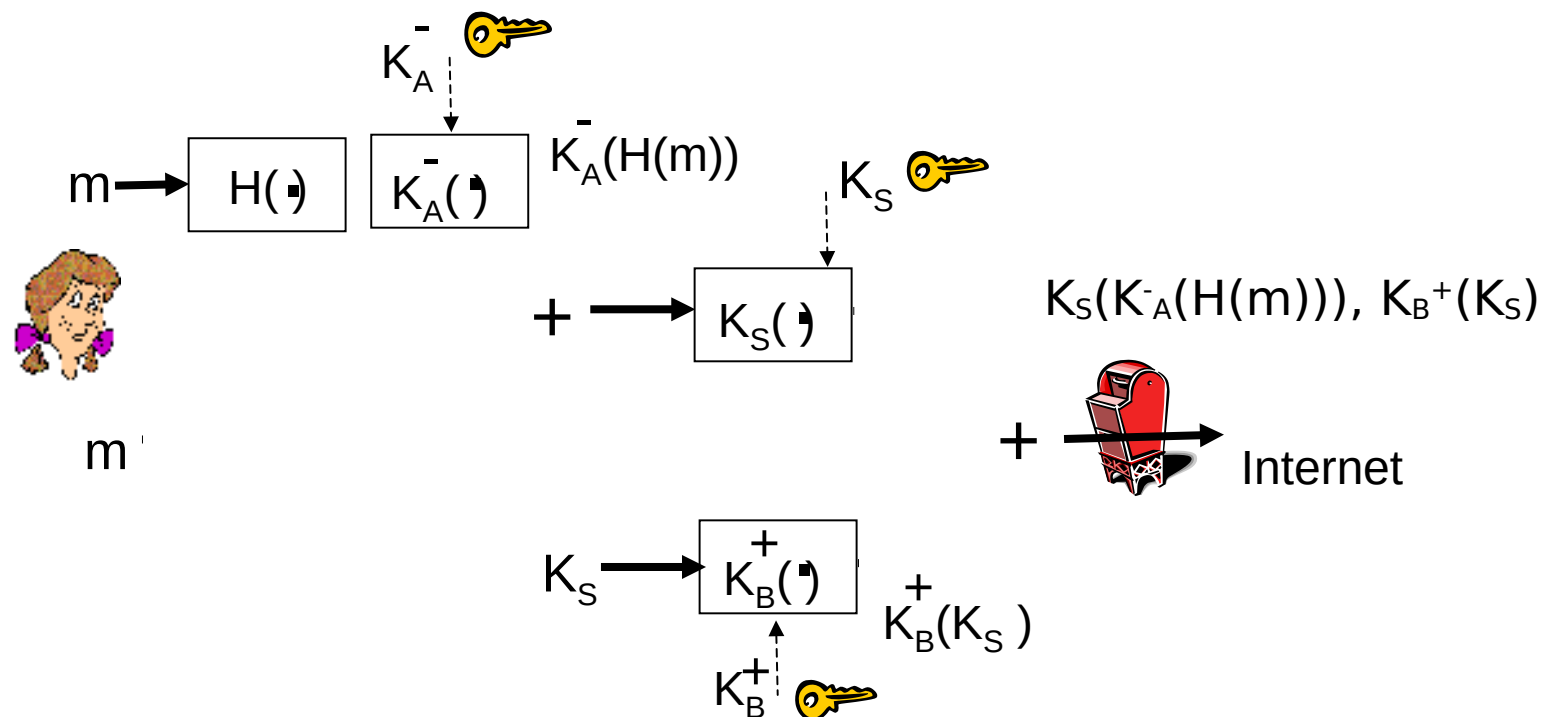 K_A^-
m H(·) K_A^-(·) K_A^-(H(m))
K_S
+ K_S(·) K_S(K^-_A(H(m))), K_B^+(K_S)
m + Internet
K_S K_B^+(·) K_B^+(K_S )
K_B^+